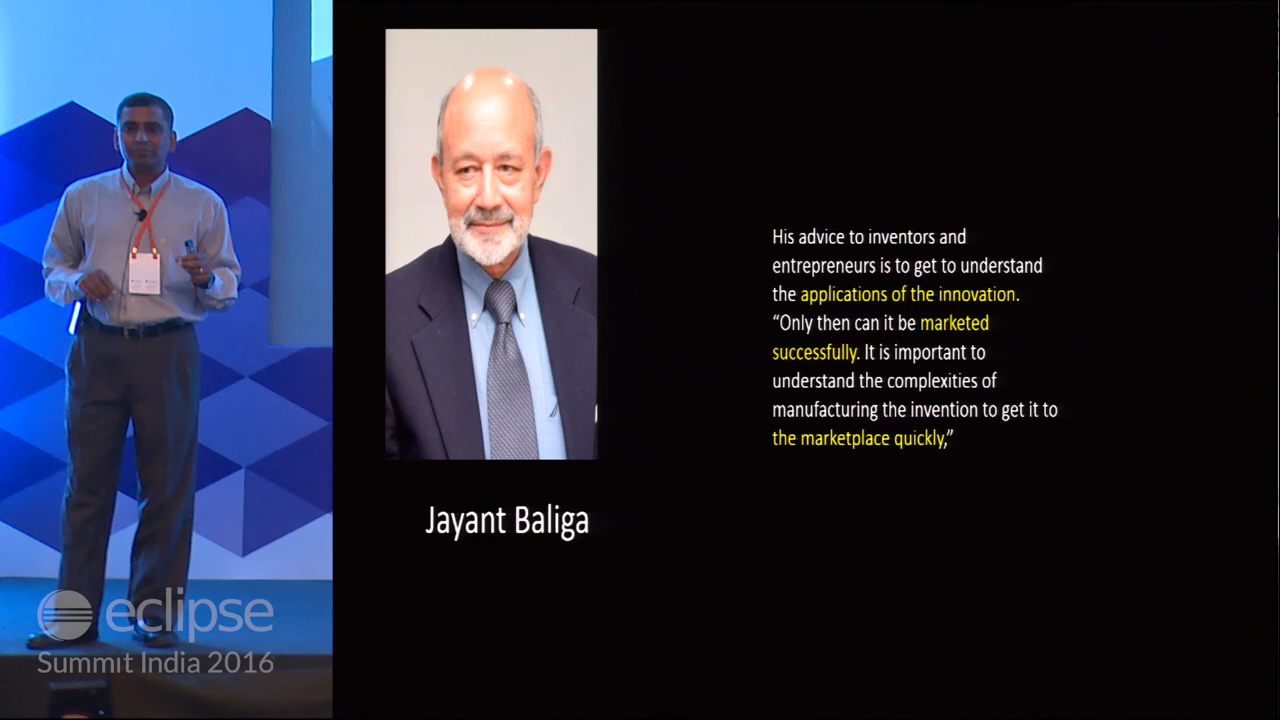 His advice to inventors and
entrepreneurs is to get to understand
the applications of the innovation.
“Only then can it be marketed
successfully. It is important to
understand the complexities of
manufacturing the invention to get it to
the marketplace quickly,”
Jayant Baliga
eclipse
Summit India 2016